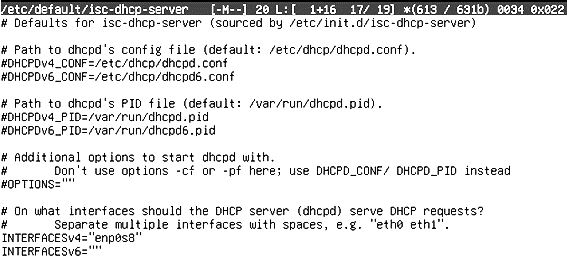 /etc/default/isc-dhcp-server [-M--] 20 L:[ 1+16 17/ 19] *(613 / 631b) 0034 0x022
# Defaults for isc-dhcp-server (sourced by /etc/init.d/isc-dhcp-server)
# Path to dhcpd's config file (default: /etc/dhcp/dhcpd.conf).
#DHCPDv4_CONF=/etc/dhcp/dhcpd.conf
#DHCPDv6_CONF=/etc/dhcp/dhcpd6.conf
# Path to dhcpd's PID file (default: /var/run/dhcpd.pid).
#DHCPDv4_PID=/var/run/dhcpd.pid
#DHCPDv6_PID=/var/run/dhcpd6.pid
# Additional options to start dhcpd with.
# Don't use options -cf or -pf here; use DHCPD_CONF/ DHCPD_PID instead
#OPTIONS=""
# On what interfaces should the DHCP server (dhcpd) serve DHCP requests?
# Separate multiple interfaces with spaces, e.g. "eth0 eth1".
INTERFACESv4="enp0s8"
INTERFACESv6=""